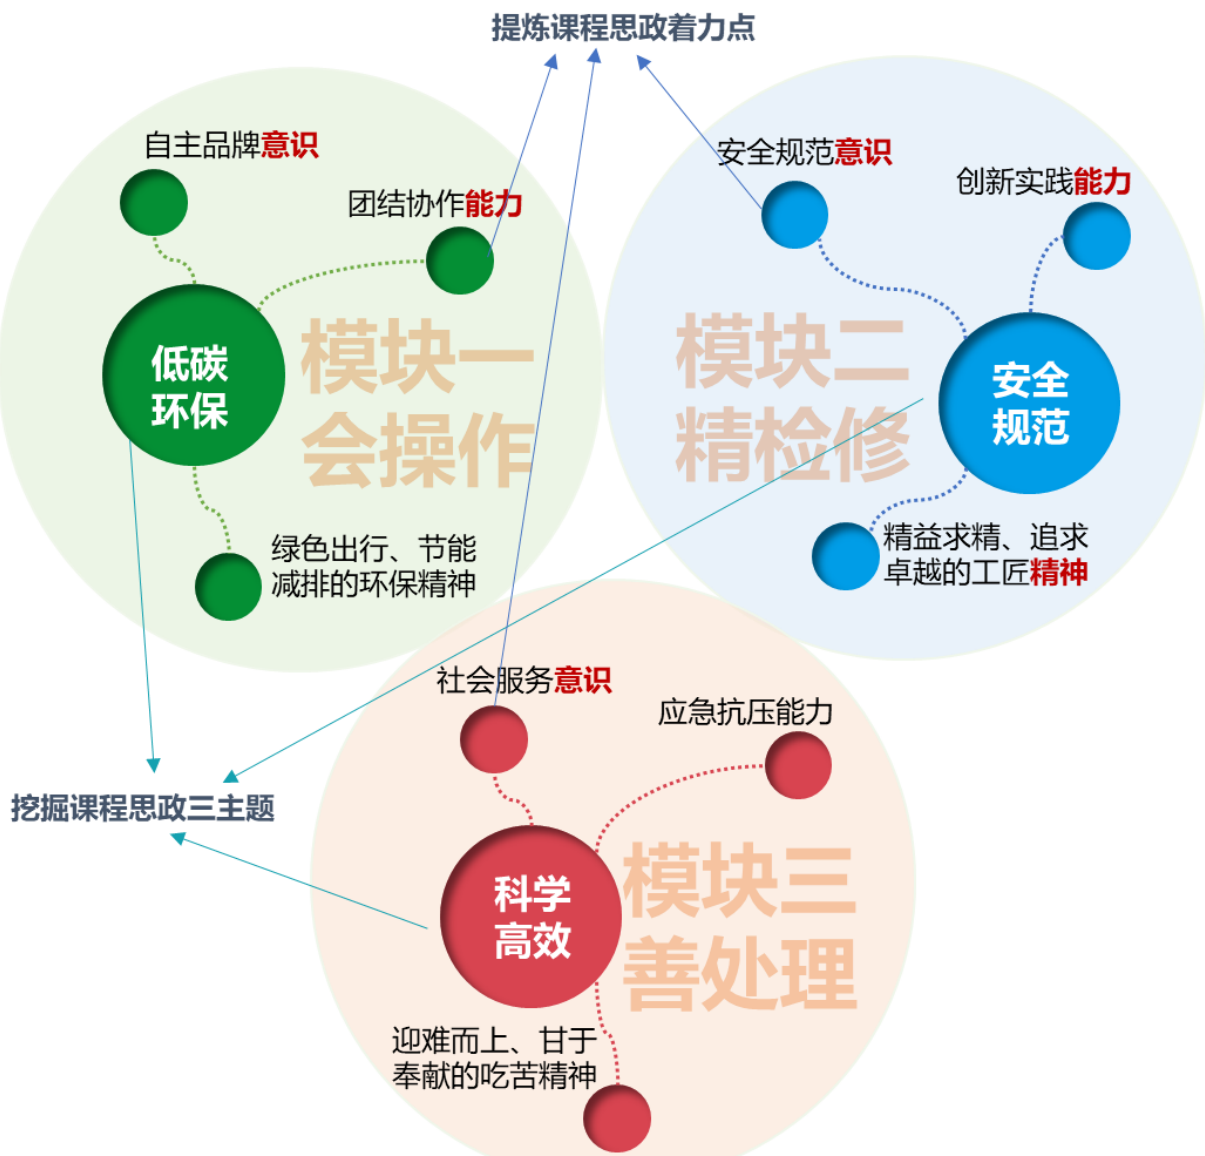 提炼课程思政着力点
自主品牌意识
团结协作能力
低碳
环保
模块一
会操作
绿色出行、节能
减排的环保精神
安全规范意识
创新实践能力
模块二
精检修
安全
规范
精益求精、追求
卓越的工匠精神
挖掘课程思政三主题
社会服务意识
应急抗压能力
科学
高效
模块三
善处理
迎难而上、甘于
奉献的吃苦精神